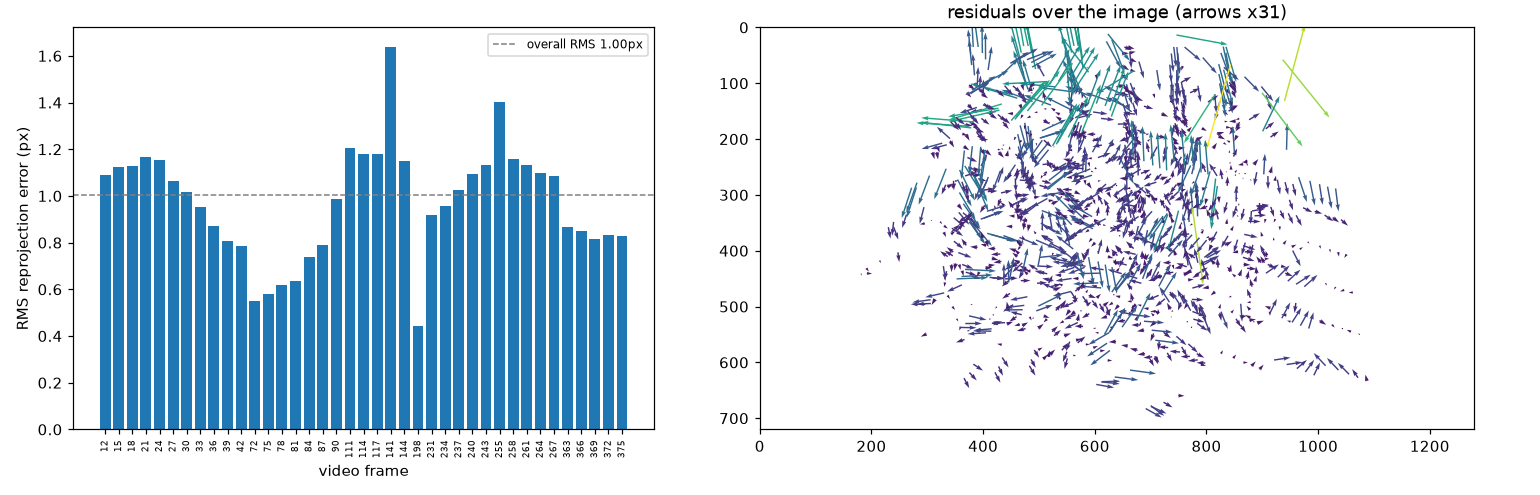 residuals over the image (arrows x31)
overall RMS 1.00px
RMS reprojection error (px)
1.6
1.4
1.2
1.0
0.8
0.6
0.4
0.2
0.0
12 15 18 21 24 27 30 33 36 39 42 72 75 78 81 84 87 90 111 114 117 141 144 198 231 234 237 240 243 255 258 261 264 267 363 366 369 372 375
video frame
0
100
200
300
400
500
600
700
0 200 400 600 800 1000 1200